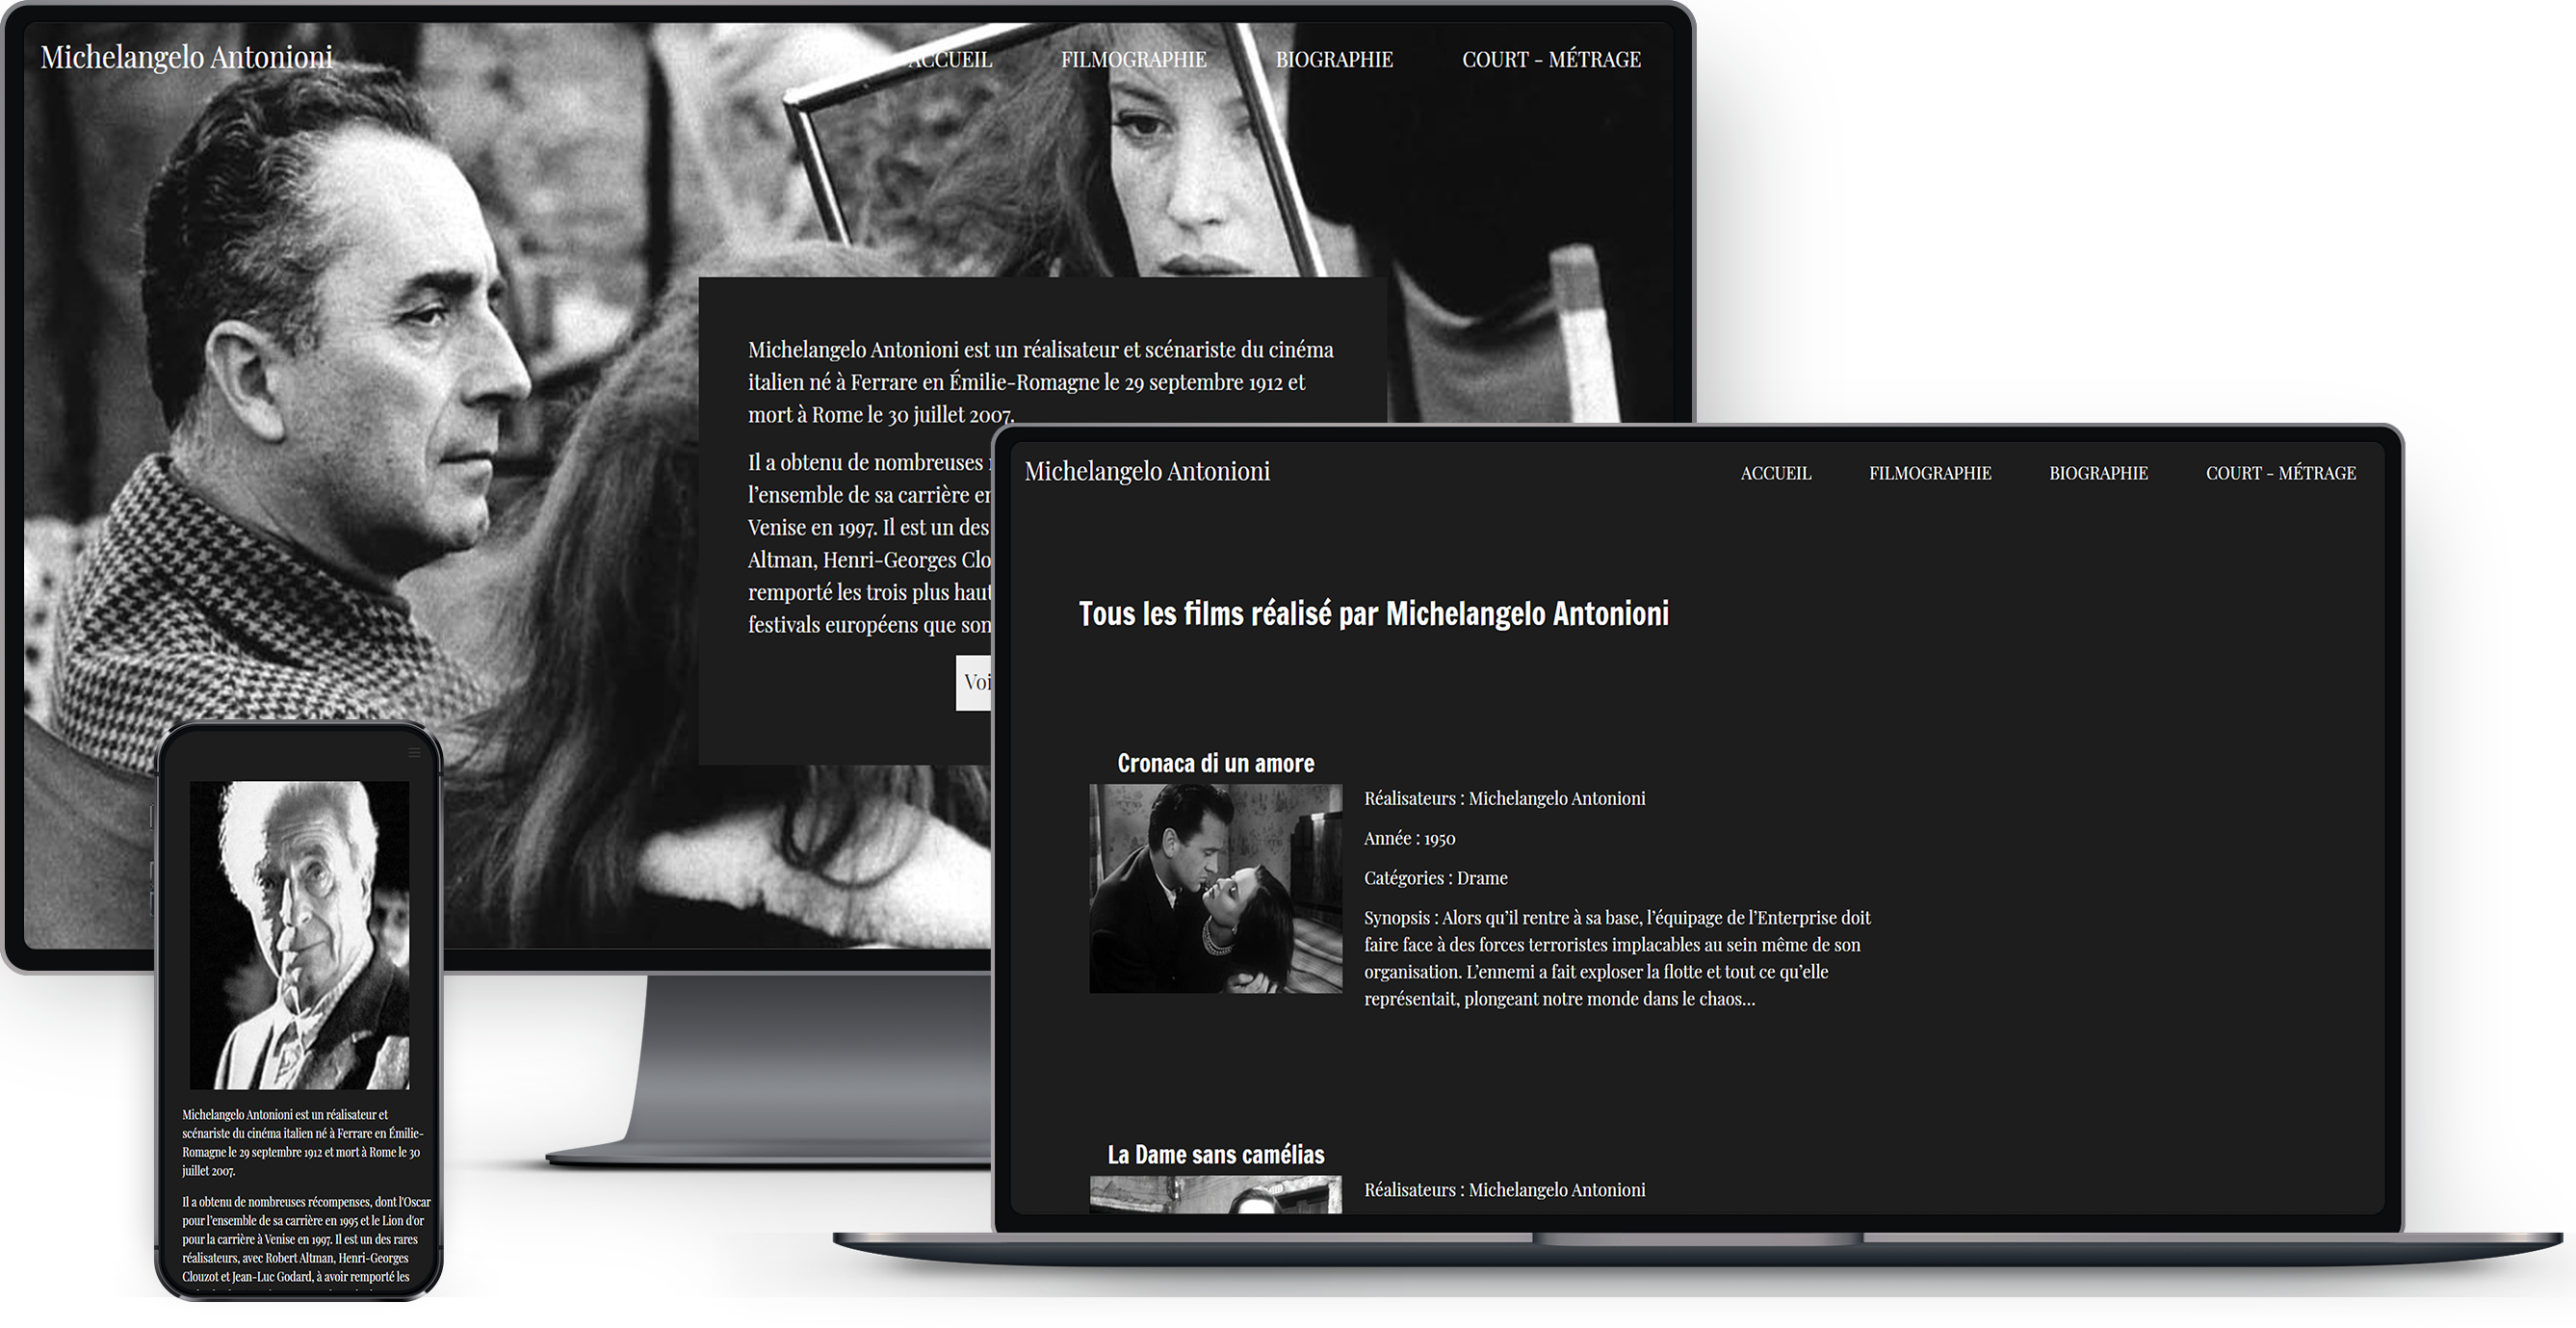 Michelangelo Antonioni
ACCUEIL FILMOGRAPHIE BIOGRAPHIE COURT - MÉTRAGE
Michelangelo Antonioni est un réalisateur et scénariste du cinéma
italien né à Ferrare en Émilie-Romagne le 29 septembre 1912 et
mort à Rome le 30 juillet 2007.
Il a obtenu de nombreuses
l'ensemble de sa carrière en
Venise en 1997. Il est un des
Altman, Henri-Georges Clo
remporté les trois plus haut
festivals européens que son
Voi
Michelangelo Antonioni
ACCUEIL FILMOGRAPHIE BIOGRAPHIE COURT - MÉTRAGE
Tous les films réalisé par Michelangelo Antonioni
Cronaca di un amore
Réalisateurs : Michelangelo Antonioni
Année : 1950
Catégories : Drame
Synopsis : Alors qu'il rentre à sa base, l'équipage de l'Enterprise doit
faire face à des forces terroristes implacables au sein même de son
organisation. L'ennemi a fait exploser la flotte et tout ce qu'elle
représentait, plongeant notre monde dans le chaos...
La Dame sans camélias
Réalisateurs : Michelangelo Antonioni
Michelangelo Antonioni est un réalisateur et
scénariste du cinéma italien né à Ferrare en Émilie-
Romagne le 29 septembre 1912 et mort à Rome le 30
juillet 2007.
Il a obtenu de nombreuses récompenses, dont l'Oscar
pour l'ensemble de sa carrière en 1995 et le Lion d'or
pour la carrière à Venise en 1997. Il est un des rares
réalisateurs, avec Robert Altman, Henri-Georges
Clouzot et Jean-Luc Godard, à avoir remporté les